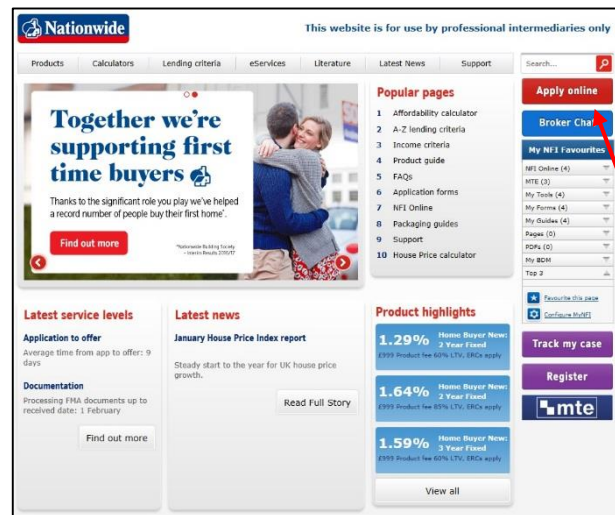 Nationwide
This website is for use by professional intermediaries only
Products Calculators Lending criteria eServices Literature Latest News Support
Search...
Together we're
supporting first
time buyers
Thanks to the significant role you play we've helped
a record number of people buy their first home*.
Find out more
*Nationwide Building Society
- Interim Results 2016/17
Popular pages
1 Affordability calculator
2 A-Z lending criteria
3 Income criteria
4 Product guide
5 FAQs
6 Application forms
7 NFI Online
8 Packaging guides
9 Support
10 House Price calculator
Apply online
Broker Chat
My NFI Favourites
NFI Online (4)
MTE (3)
My Tools (4)
My Forms (4)
My Guides (4)
Pages (0)
PDFs (0)
My BDM
Top 3
Favourite this page
Configure MyNFI
Track my case
Register
mte
Latest service levels
Application to offer
Average time from app to offer: 9
days
Documentation
Processing FMA documents up to
received date: 1 February
Find out more
Latest news
January House Price Index report
Steady start to the year for UK house price
growth.
Read Full Story
Product highlights
1.29% Home Buyer New:
2 Year Fixed
£999 Product fee 60% LTV, ERCs apply
1.64% Home Buyer New:
2 Year Fixed
£999 Product fee 85% LTV, ERCs apply
1.59% Home Buyer New:
3 Year Fixed
£999 Product fee 60% LTV, ERCs apply
View all